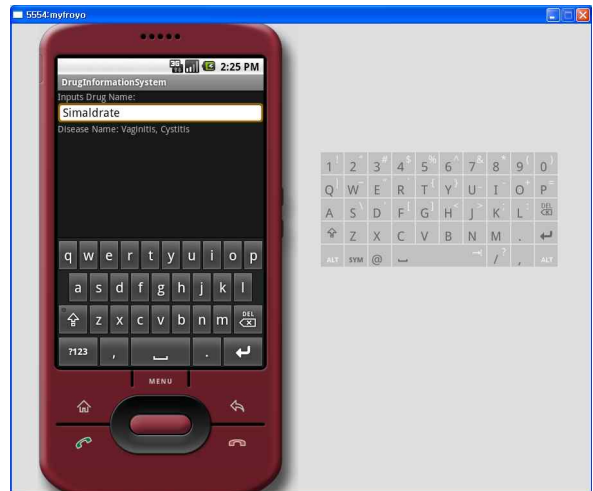 5554:myfroyo
3G 2:25 PM
DrugInformationSystem
Inputs Drug Name:
Simaldrate
Disease Name: Vaginitis, Cystitis
q w e r t y u i o p
a s d f g h j k l
z x c v b n m DEL
?123 , .
MENU
1 ! 2 " 3 # 4 $ 5 % 6 ^ 7 & 8 * 9 ( 0 )
Q W E R T { Y } U _ I O + P =
A S \ D F [ G ] H < J > K ; L : DEL
Z X C V B N M .
ALT SYM @ / ? , ALT